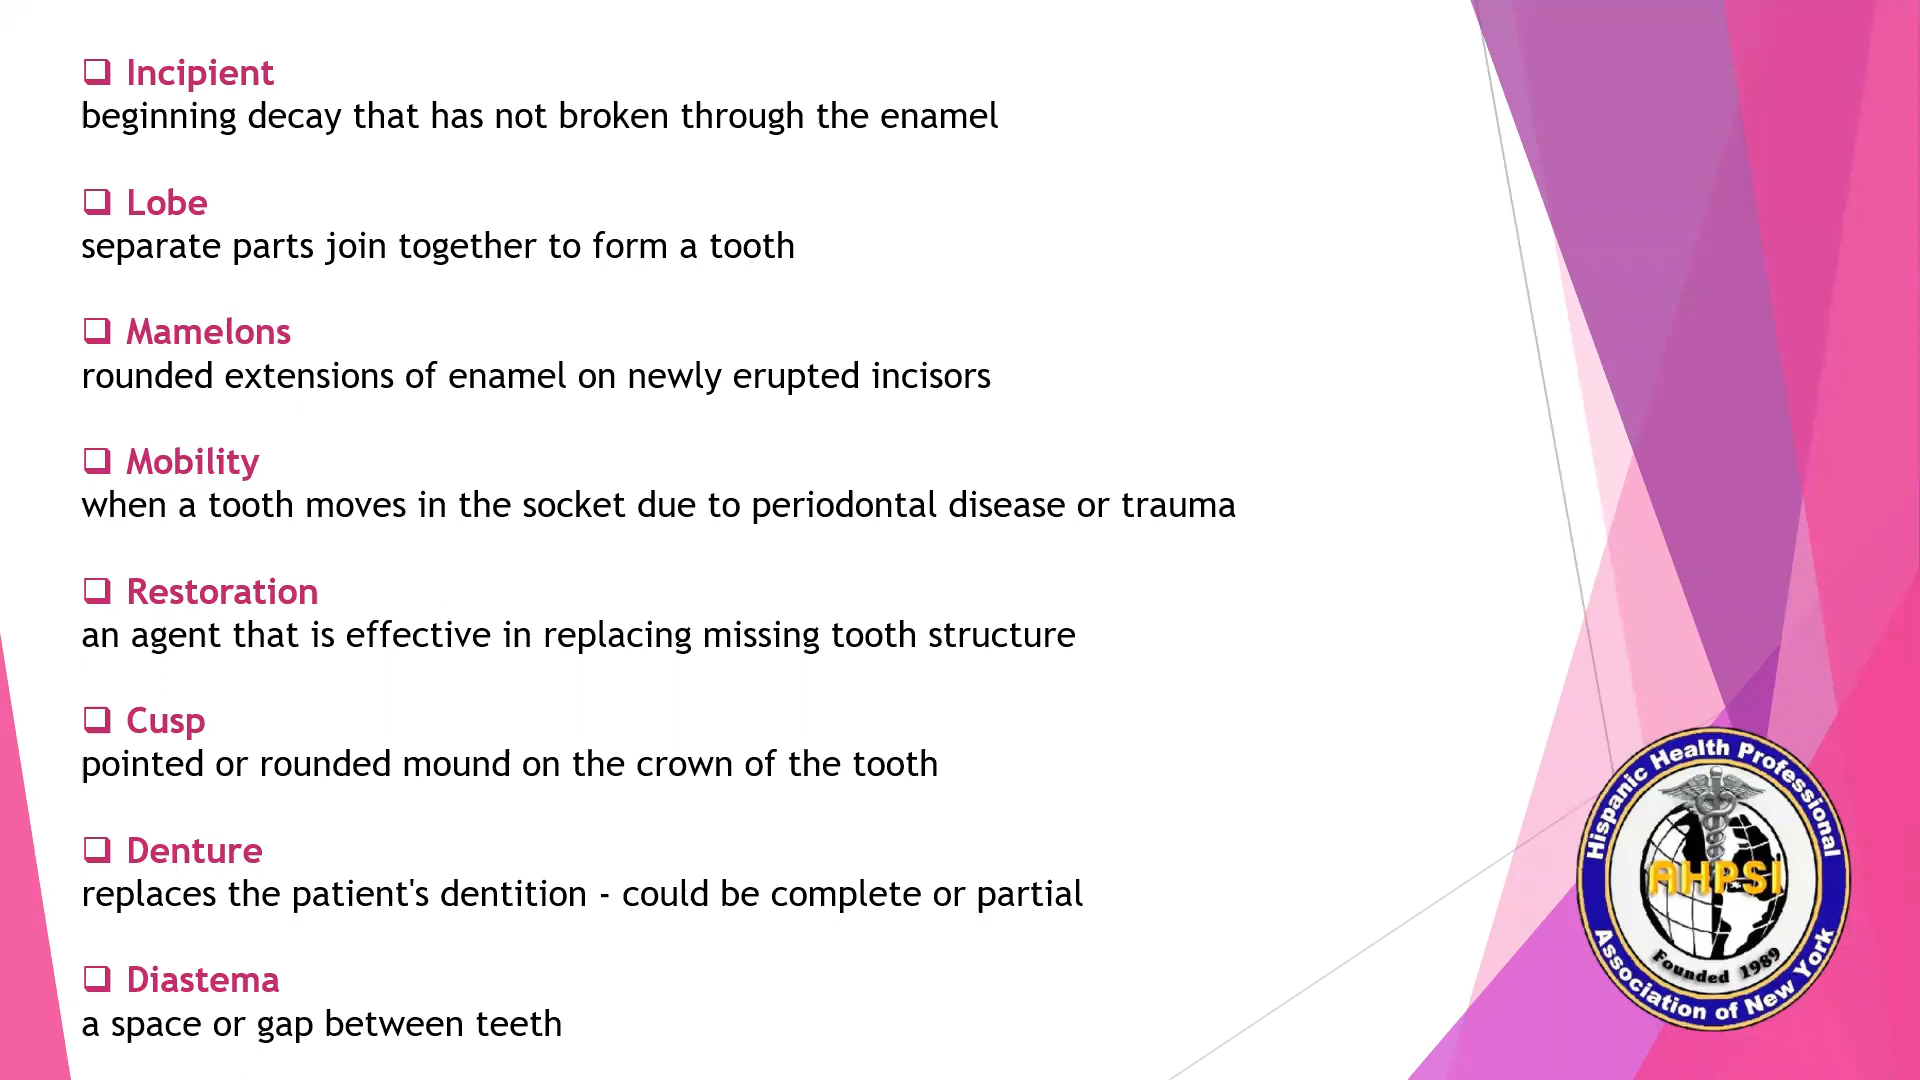 Incipient
beginning decay that has not broken through the enamel
Lobe
separate parts join together to form a tooth
Mamelons
rounded extensions of enamel on newly erupted incisors
Mobility
when a tooth moves in the socket due to periodontal disease or trauma
Restoration
an agent that is effective in replacing missing tooth structure
Cusp
pointed or rounded mound on the crown of the tooth
Denture
replaces the patient's dentition - could be complete or partial
Diastema
a space or gap between teeth
Hispanic Health Professional
AHPSI
Founded 1989
Association of New York